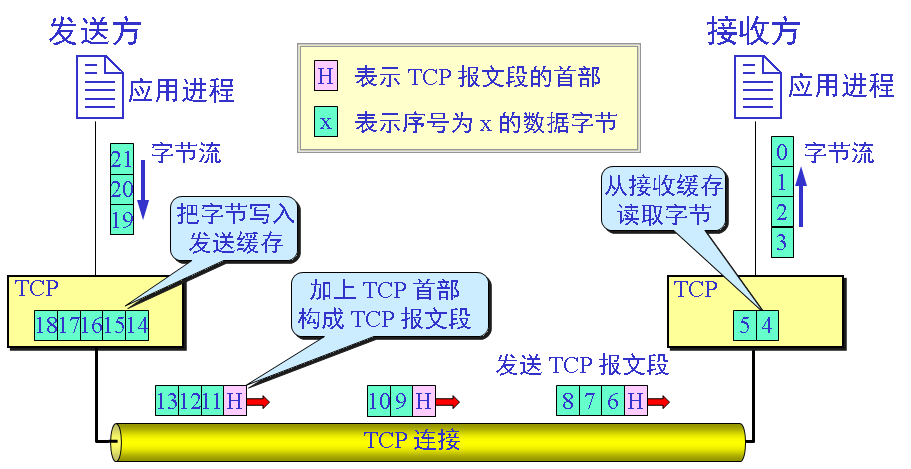 发送方
接收方
应用进程
应用进程
H 表示 TCP 报文段的首部
x 表示序号为 x 的数据字节
21
20
19
字节流
把字节写入
发送缓存
从接收缓存
读取字节
0
1
2
3
字节流
TCP
18 17 16 15 14
加上 TCP 首部
构成 TCP 报文段
TCP
5 4
发送 TCP 报文段
13 12 11 H
10 9 H
8 7 6 H
TCP 连接